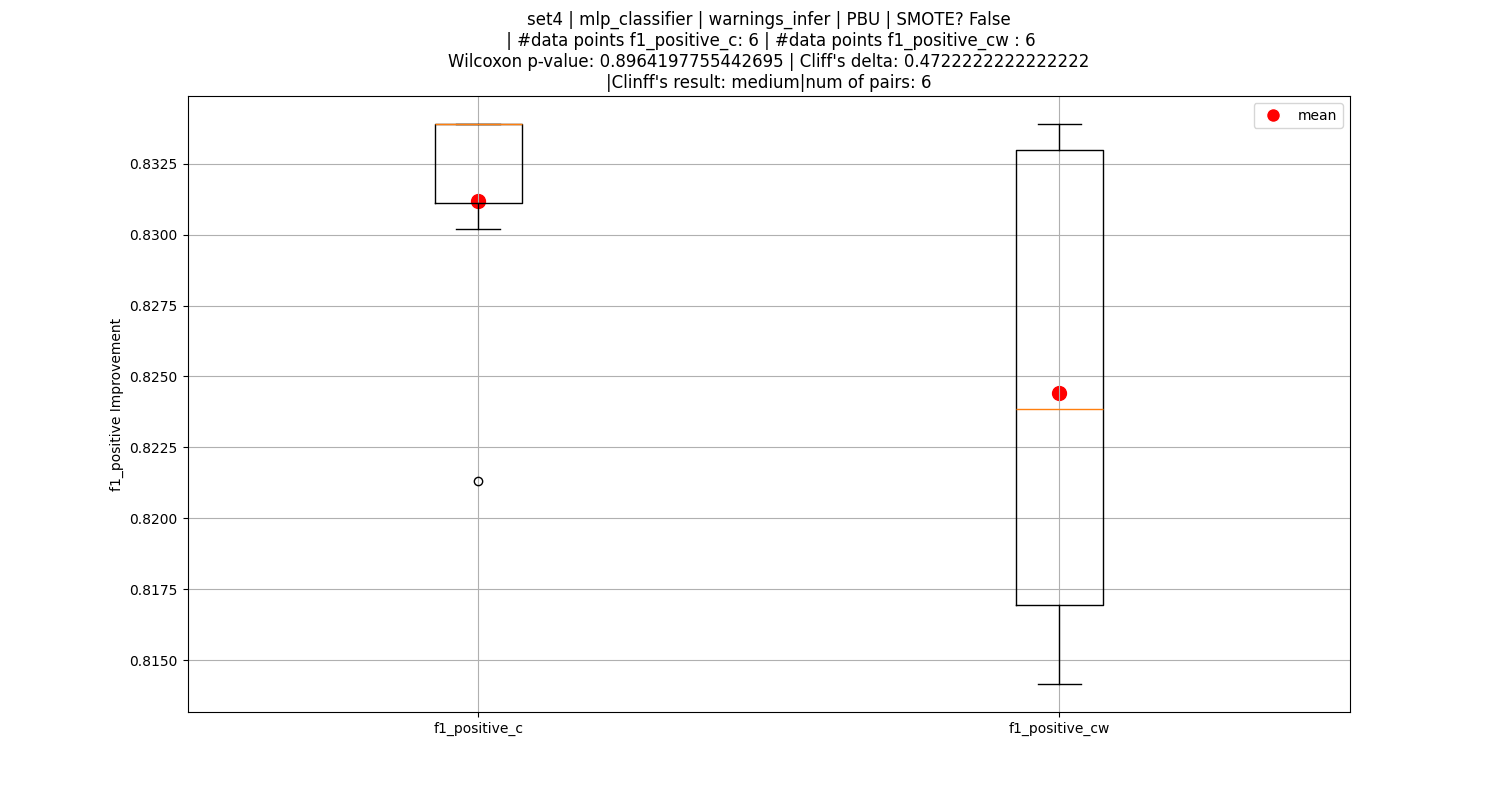 set4 | mlp_classifier | warnings_infer | PBU | SMOTE? False
| #data points f1_positive_c: 6 | #data points f1_positive_cw : 6
Wilcoxon p-value: 0.8964197755442695 | Cliff's delta: 0.4722222222222222
|Clinff's result: medium|num of pairs: 6
mean
f1_positive Improvement
0.8325
0.8300
0.8275
0.8250
0.8225
0.8200
0.8175
0.8150
f1_positive_c
f1_positive_cw